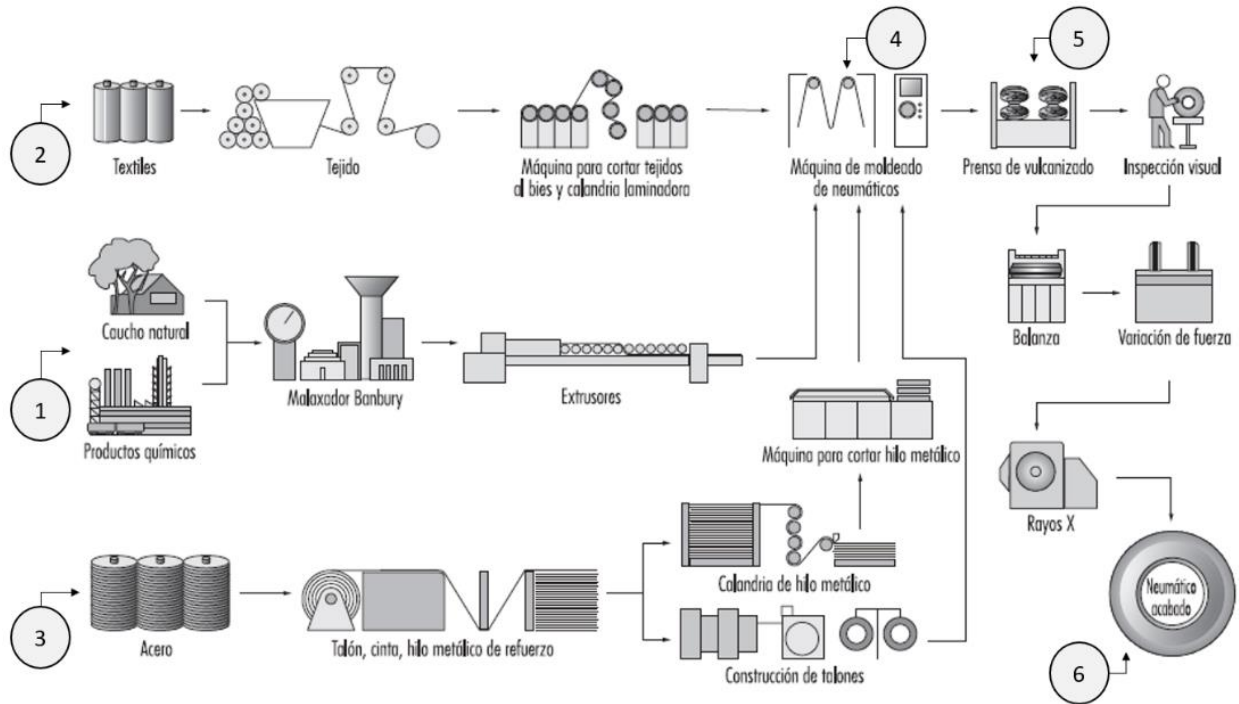 4
5
2
Textiles
Tejido
Máquina para cortar tejidos
al bies y calandria laminadora
Máquina de moldeado
de neumáticos
Prensa de vulcanizado
Inspección visual
Caucho natural
1
Productos químicos
Malaxador Banbury
Extrusores
Balanza
Variación de fuerza
Máquina para cortar hilo metálico
Rayos X
3
Acero
Talón, cinta, hilo metálico de refuerzo
Calandria de hilo metálico
Construcción de talones
Neumático
acabado
6